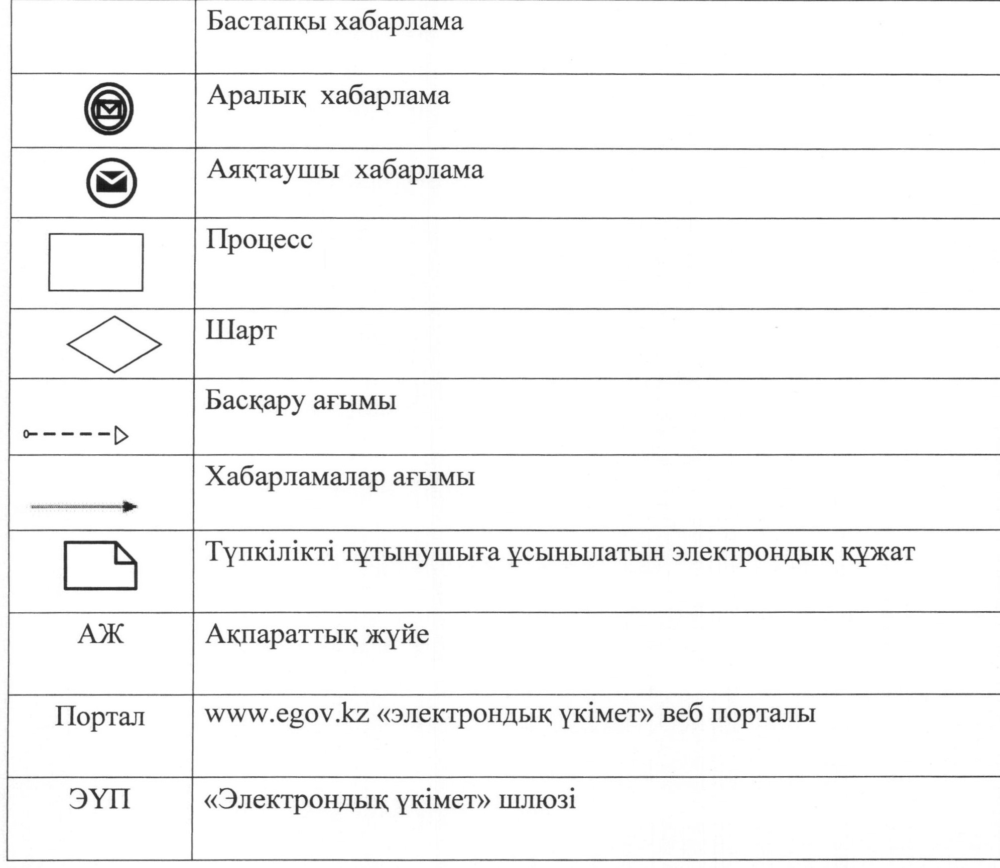 Бастапқы хабарлама
Аралық хабарлама
Аяқтаушы хабарлама
Процесс
Шарт
Басқару ағымы
Хабарламалар ағымы
Түпкілікті тұтынушыға ұсынылатын электрондық құжат
АЖ Ақпараттық жүйе
Портал www.egov.kz «электрондық үкімет» веб порталы
ЭҮП «Электрондық үкімет» шлюзі